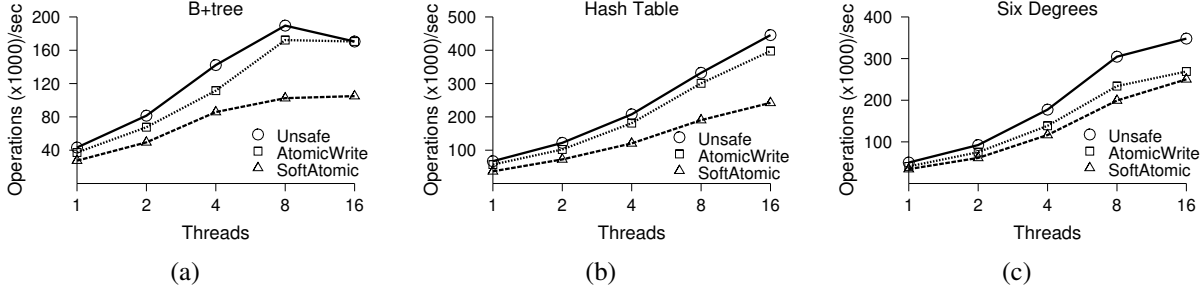 B+tree
Operations (x1000)/sec
200
160
120
80
40
Unsafe
AtomicWrite
SoftAtomic
1 2 4 8 16
Threads
(a)
Hash Table
Operations (x1000)/sec
500
400
300
200
100
Unsafe
AtomicWrite
SoftAtomic
1 2 4 8 16
Threads
(b)
Six Degrees
Operations (x1000)/sec
400
300
200
100
Unsafe
AtomicWrite
SoftAtomic
1 2 4 8 16
Threads
(c)